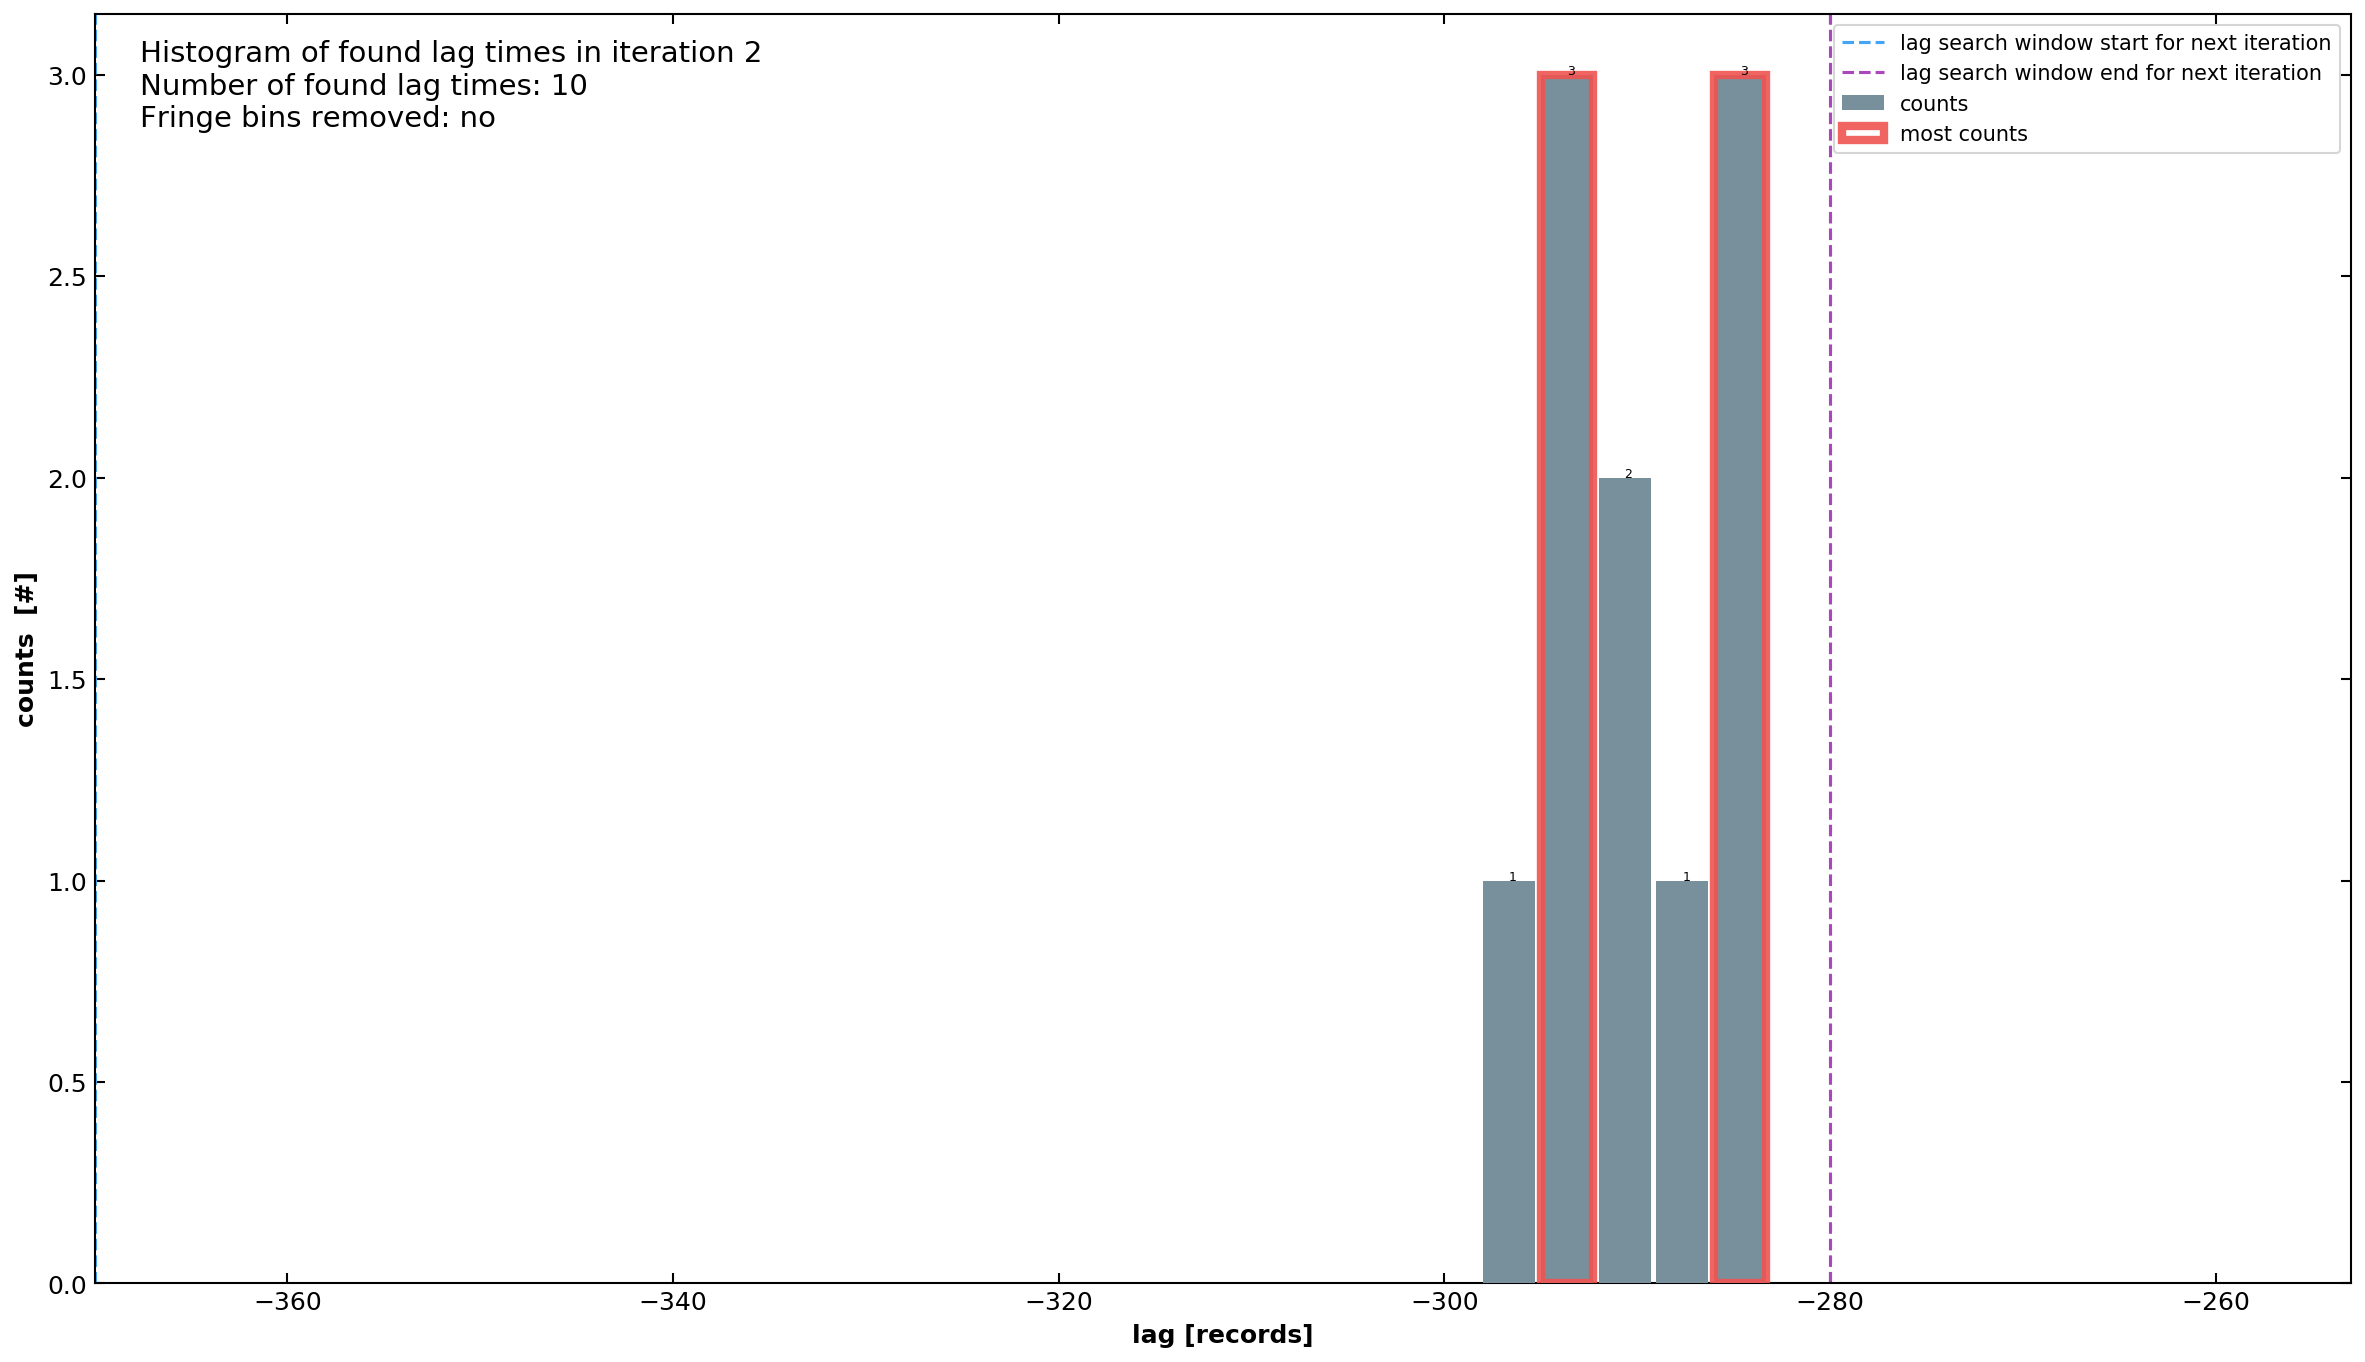 Histogram of found lag times in iteration 2
Number of found lag times: 10
Fringe bins removed: no
lag search window start for next iteration
lag search window end for next iteration
counts
most counts
3.0
2.5
2.0
1.5
1.0
0.5
0.0
counts [#]
1
3
2
1
3
−360
−340
−320
−300
−280
−260
lag [records]